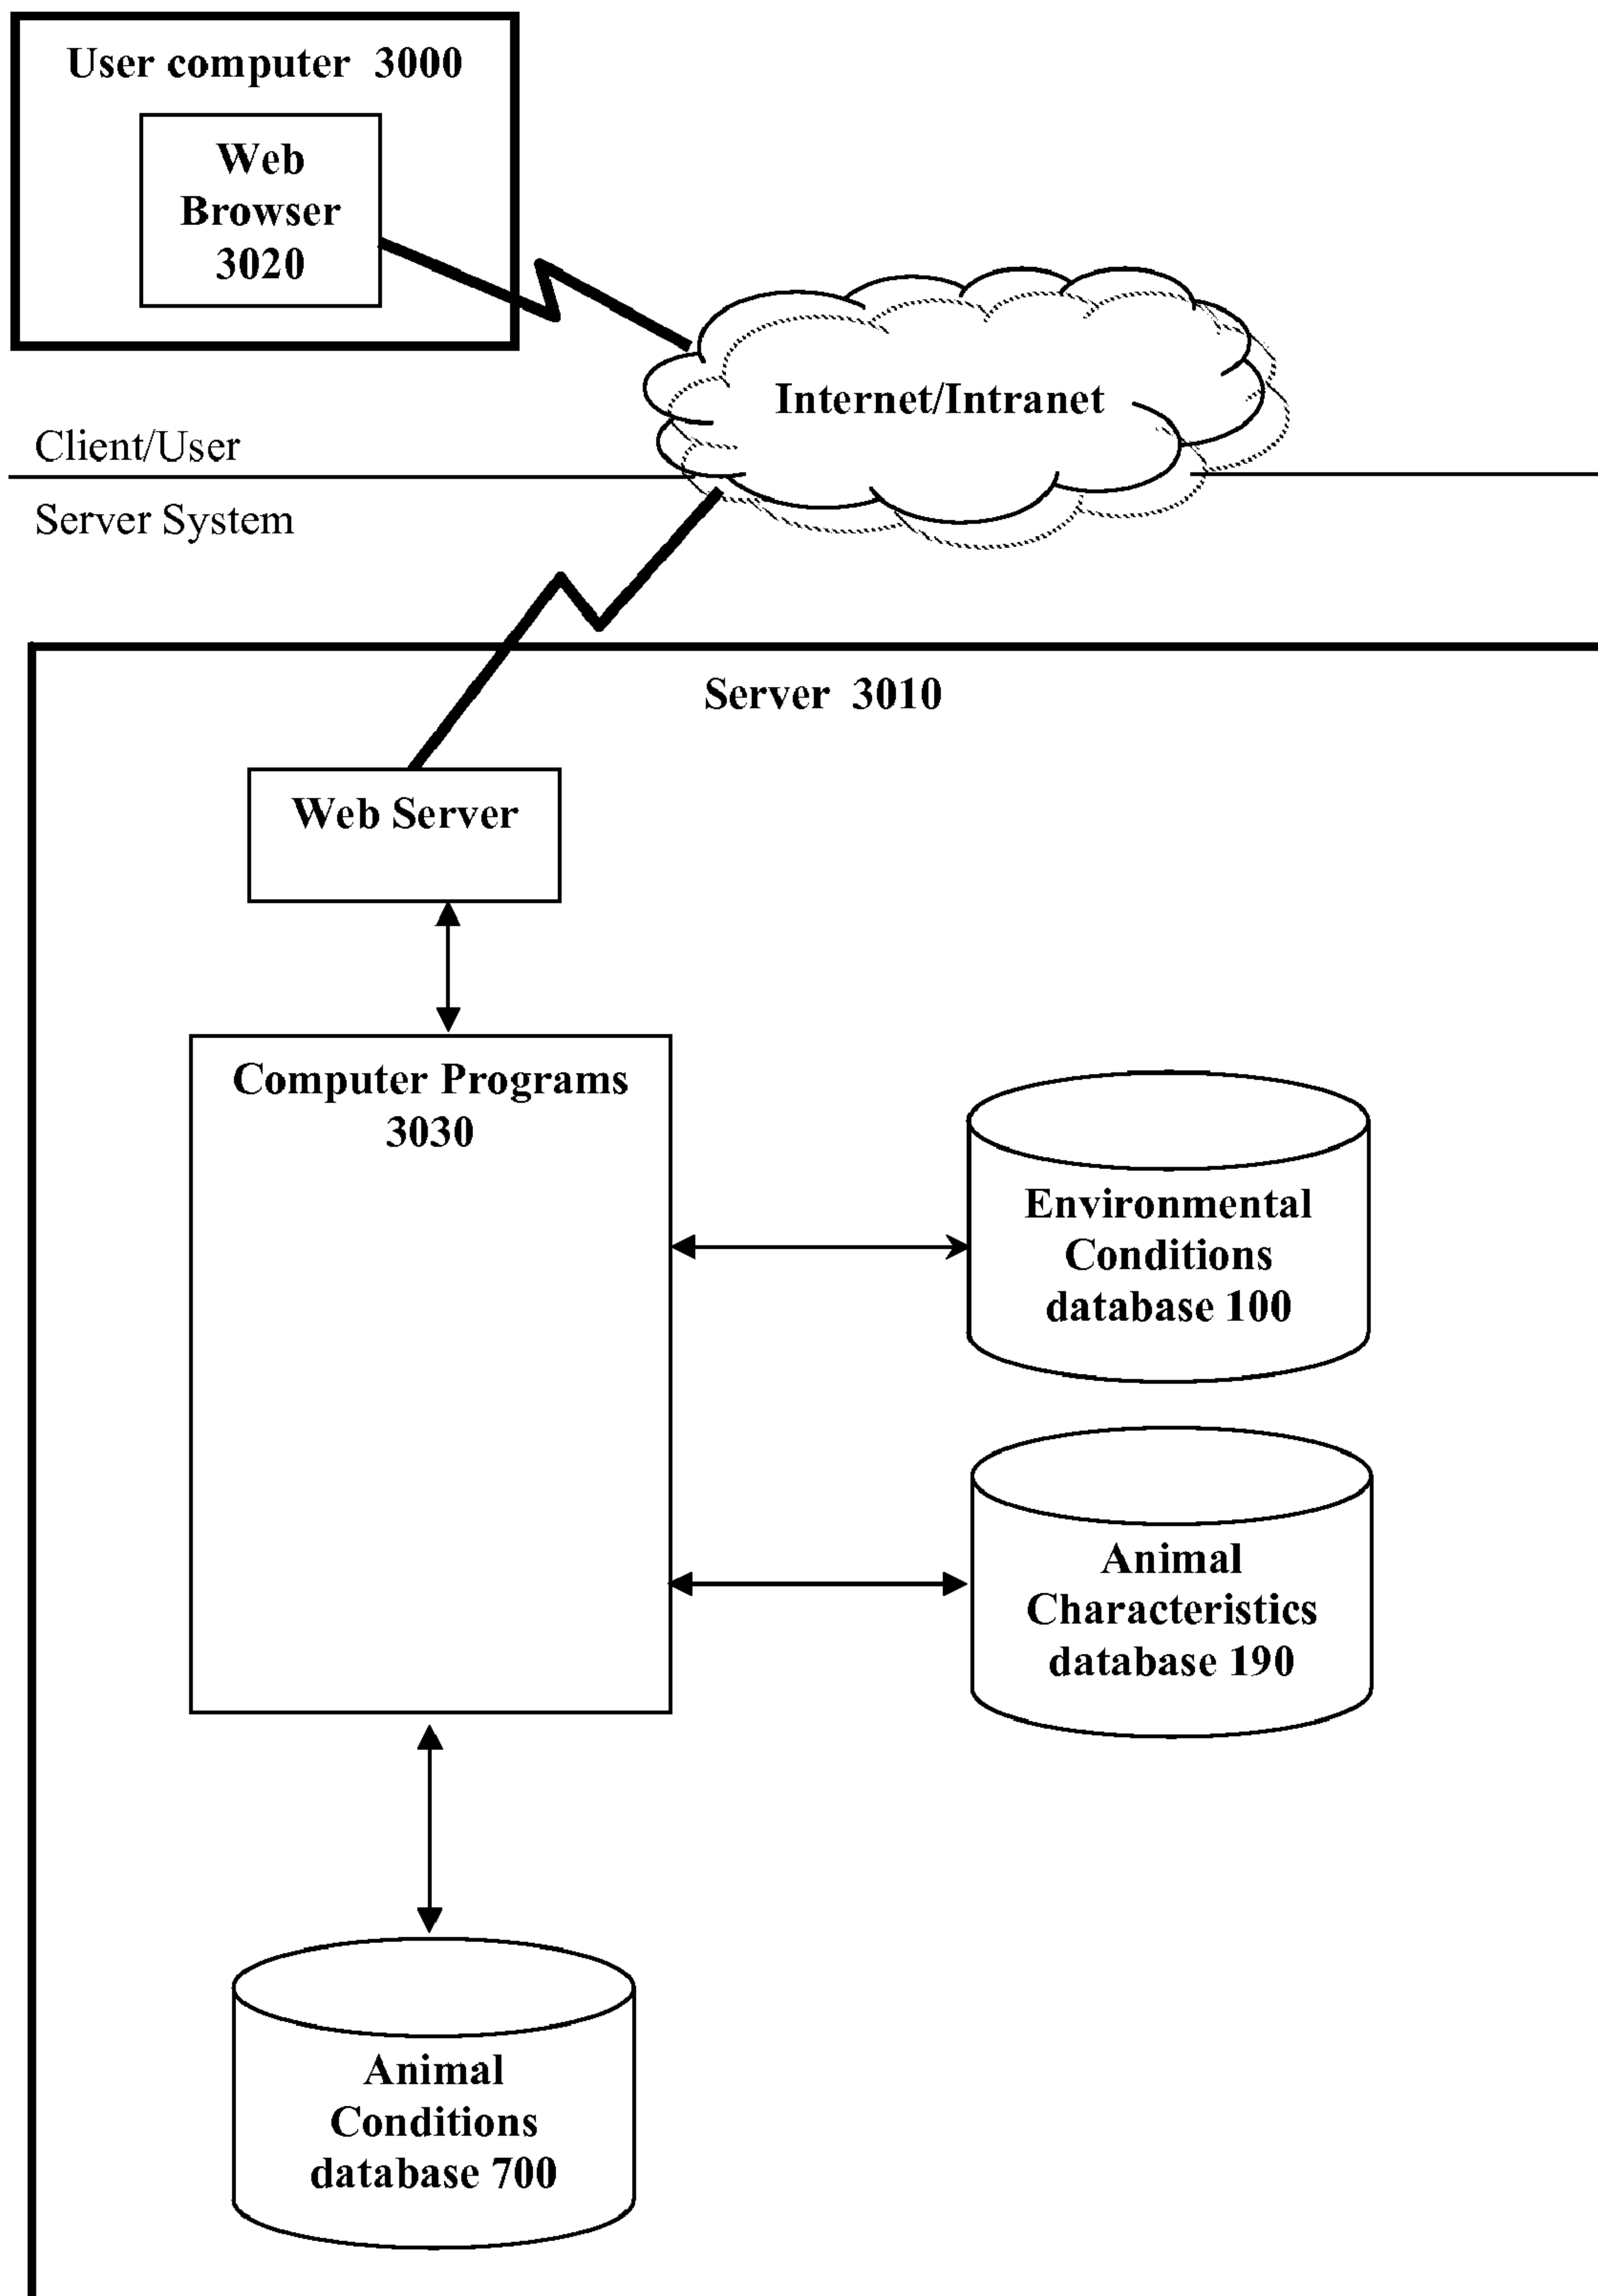 User computer 3000
Web
Browser
3020
Internet/Intranet
Client/User
Server System
Server 3010
Web Server
Computer Programs
3030
Environmental
Conditions
database 100
Animal
Characteristics
database 190
Animal
Conditions
database 700